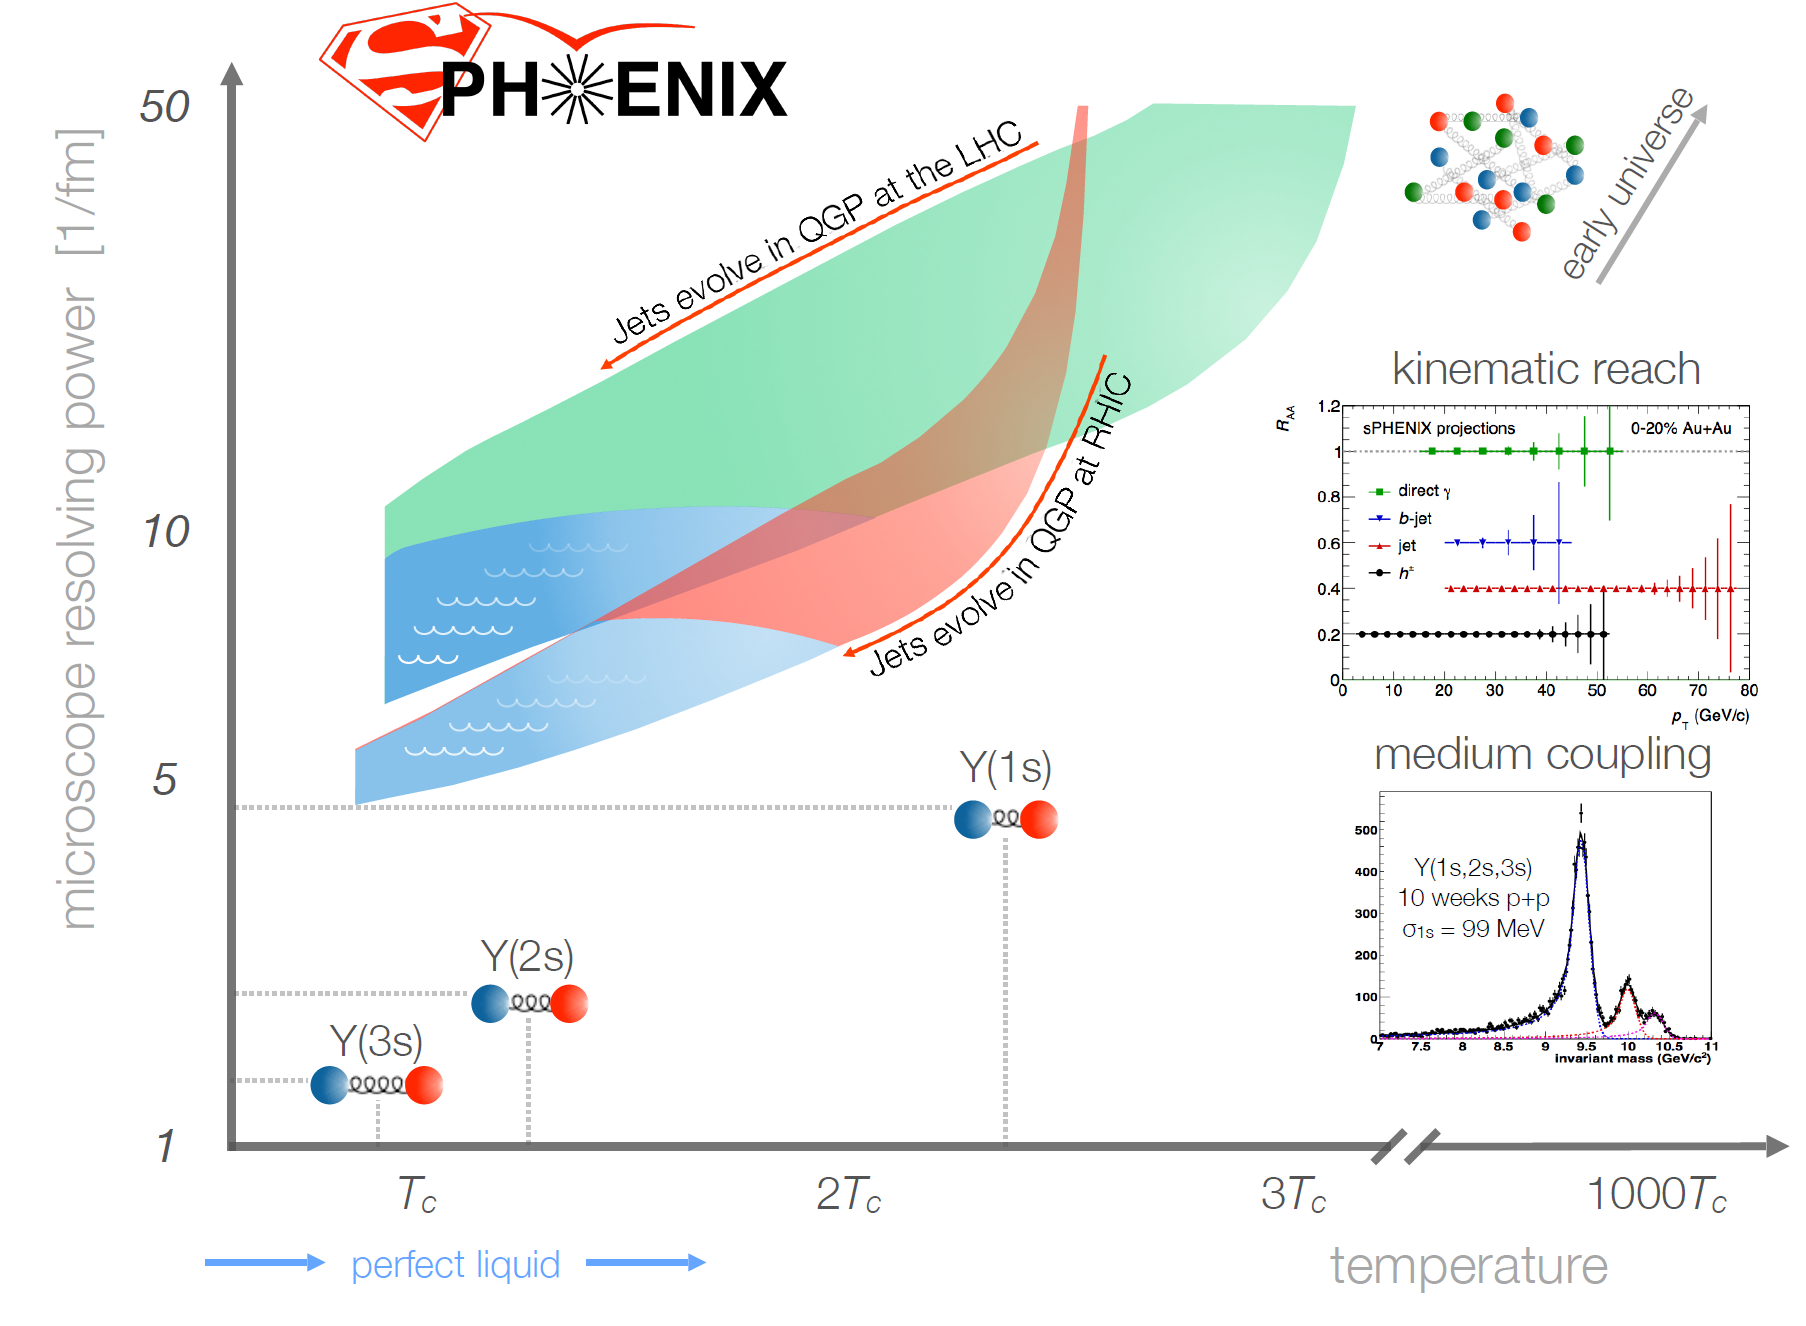 SPHENIX
50
10
5
1
microscope resolving power [1/fm]
Jets evolve in QGP at the LHC
Jets evolve in QGP at RHIC
early universe
kinematic reach
R_AA
sPHENIX projections
0-20% Au+Au
direct γ
b-jet
jet
h±
1.2
1
0.8
0.6
0.4
0.2
0
0 10 20 30 40 50 60 70 80
p_T (GeV/c)
medium coupling
Y(1s,2s,3s)
10 weeks p+p
σ1s = 99 MeV
500
400
300
200
100
0
7 7.5 8 8.5 9 9.5 10 10.5 11
invariant mass (GeV/c²)
Y(1s)
Y(2s)
Y(3s)
Tc 2Tc 3Tc 1000Tc
perfect liquid
temperature